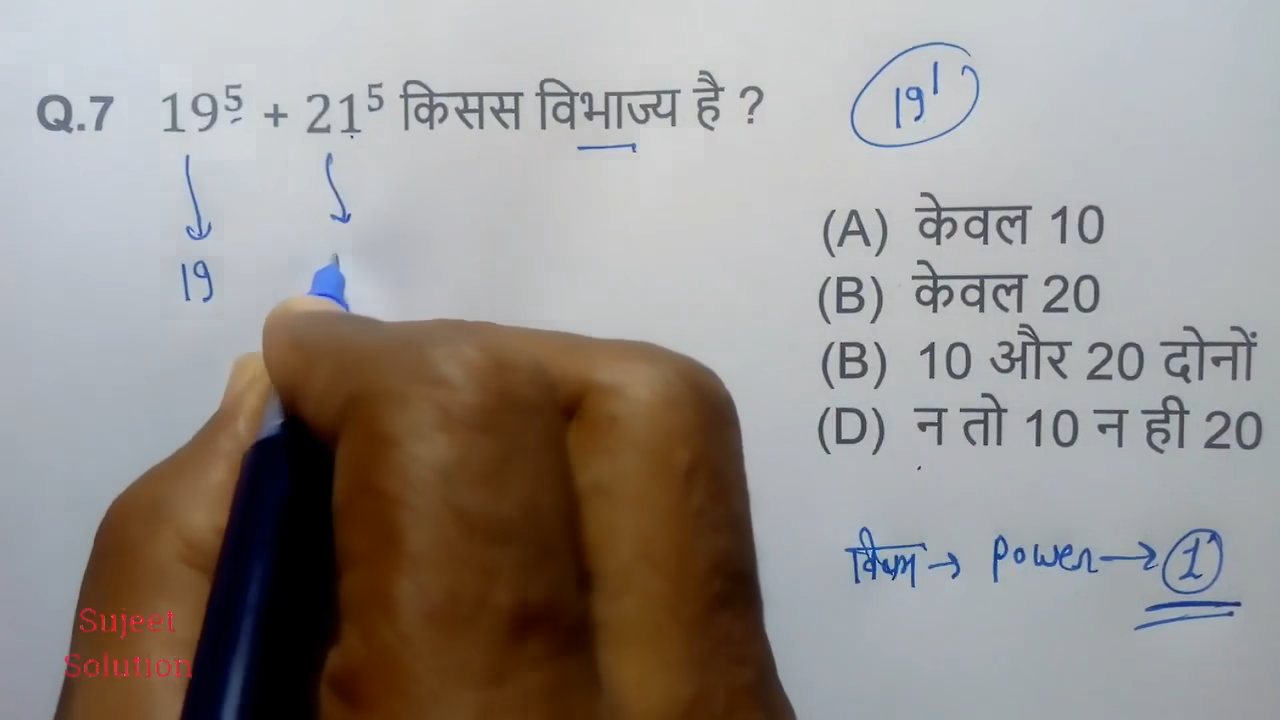 Q.7 19⁵ + 21⁵ किसस विभाज्य है ?
19¹
19
(A) केवल 10
(B) केवल 20
(B) 10 और 20 दोनों
(D) न तो 10 न ही 20
विषम → Power → 1
Sujeet
Solution